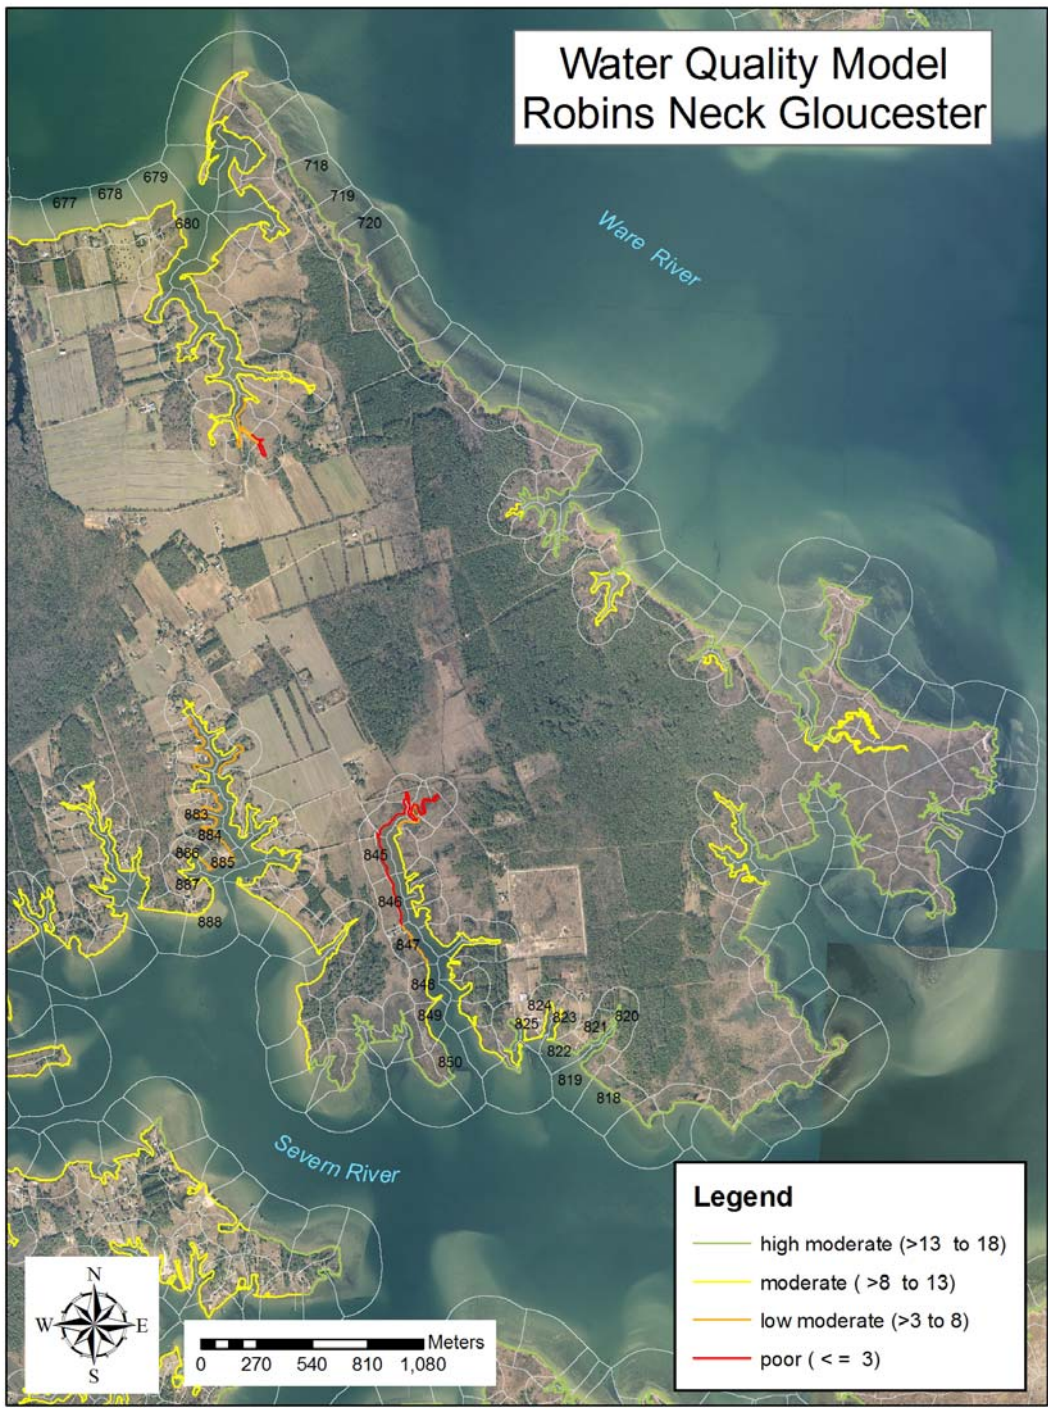 Water Quality Model
Robins Neck Gloucester
718
679
678
719
677
680
720
Ware River
883
884
845
886
885
887
846
888
847
848
824
849
825
823
821
820
822
850
819
818
Severn River
Legend
high moderate (>13 to 18)
moderate ( >8 to 13)
low moderate (>3 to 8)
poor ( < = 3)
N
W E
S
Meters
0 270 540 810 1,080